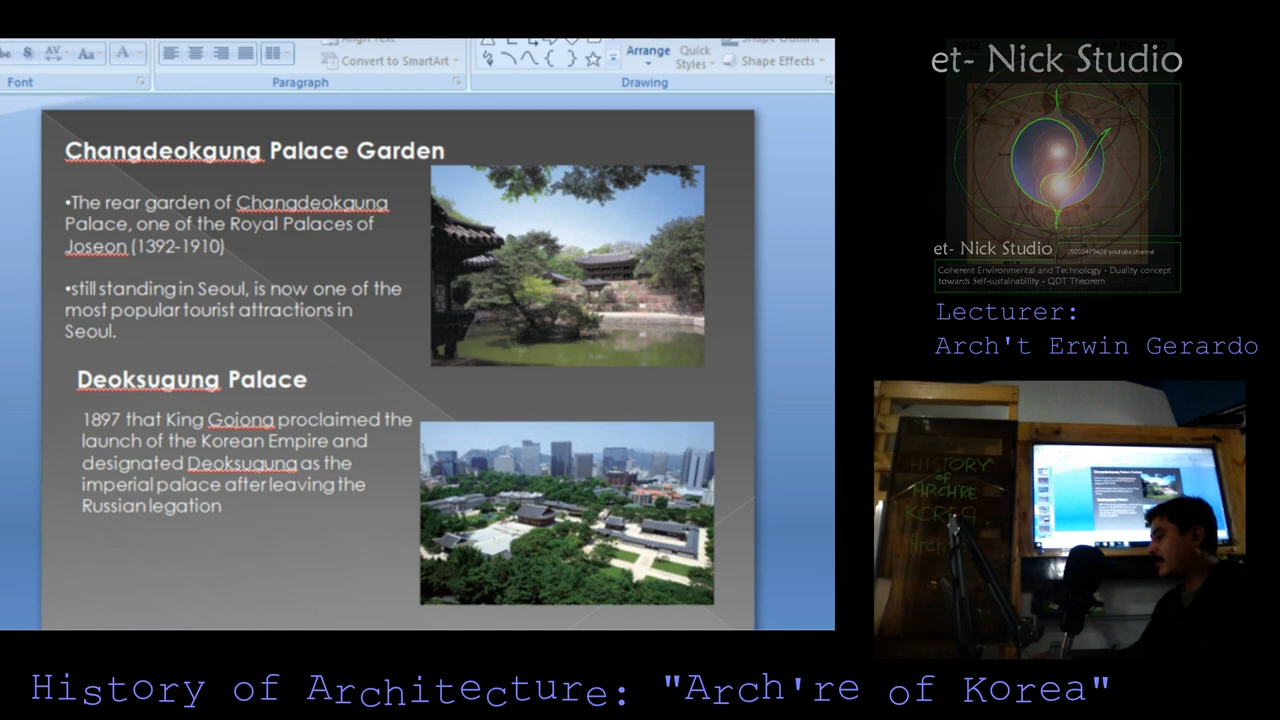 Font
Paragraph
Convert to SmartArt
Arrange
Quick
Styles
Shape Effects
Drawing
Changdeokgung Palace Garden
•The rear garden of Changdeokgung
Palace, one of the Royal Palaces of
Joseon (1392-1910)
•still standing in Seoul, is now one of the
most popular tourist attractions in
Seoul.
Deoksugung Palace
1897 that King Gojong proclaimed the
launch of the Korean Empire and
designated Deoksugung as the
imperial palace after leaving the
Russian legation
et- Nick Studio
et- Nick Studio
09205479428 youtube channel
Coherent Environmental and Technology - Duality concept
towards Self-sustainability - QDT Theorem
Lecturer:
Arch't Erwin Gerardo
HISTORY
of
ARCH'RE
KOREA
History of Architecture: "Arch're of Korea"